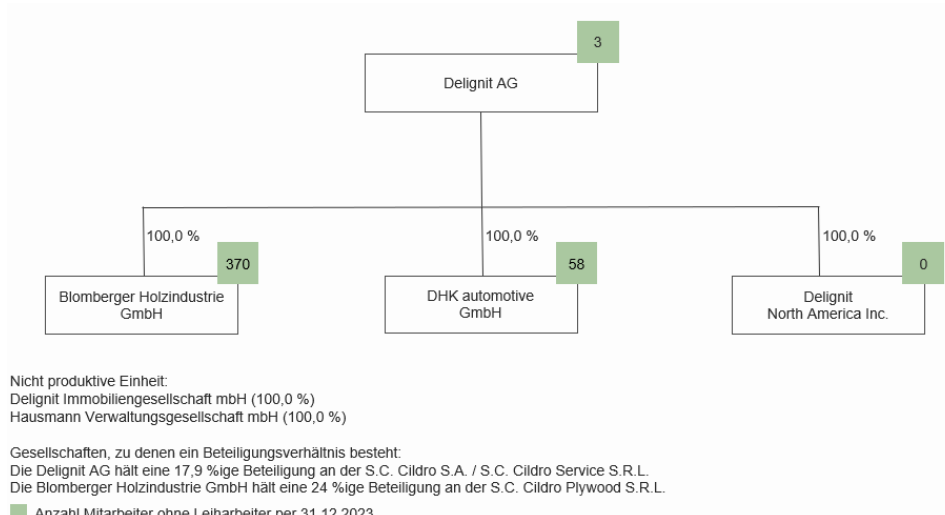 3
Delignit AG
100,0 %
100,0 %
100,0 %
370
58
0
Blomberger Holzindustrie
GmbH
DHK automotive
GmbH
Delignit
North America Inc.
Nicht produktive Einheit:
Delignit Immobiliengesellschaft mbH (100,0 %)
Hausmann Verwaltungsgesellschaft mbH (100,0 %)
Gesellschaften, zu denen ein Beteiligungsverhältnis besteht:
Die Delignit AG hält eine 17,9 %ige Beteiligung an der S.C. Cildro S.A. / S.C. Cildro Service S.R.L.
Die Blomberger Holzindustrie GmbH hält eine 24 %ige Beteiligung an der S.C. Cildro Plywood S.R.L.
Anzahl Mitarbeiter ohne Leiharbeiter per 31.12.2023